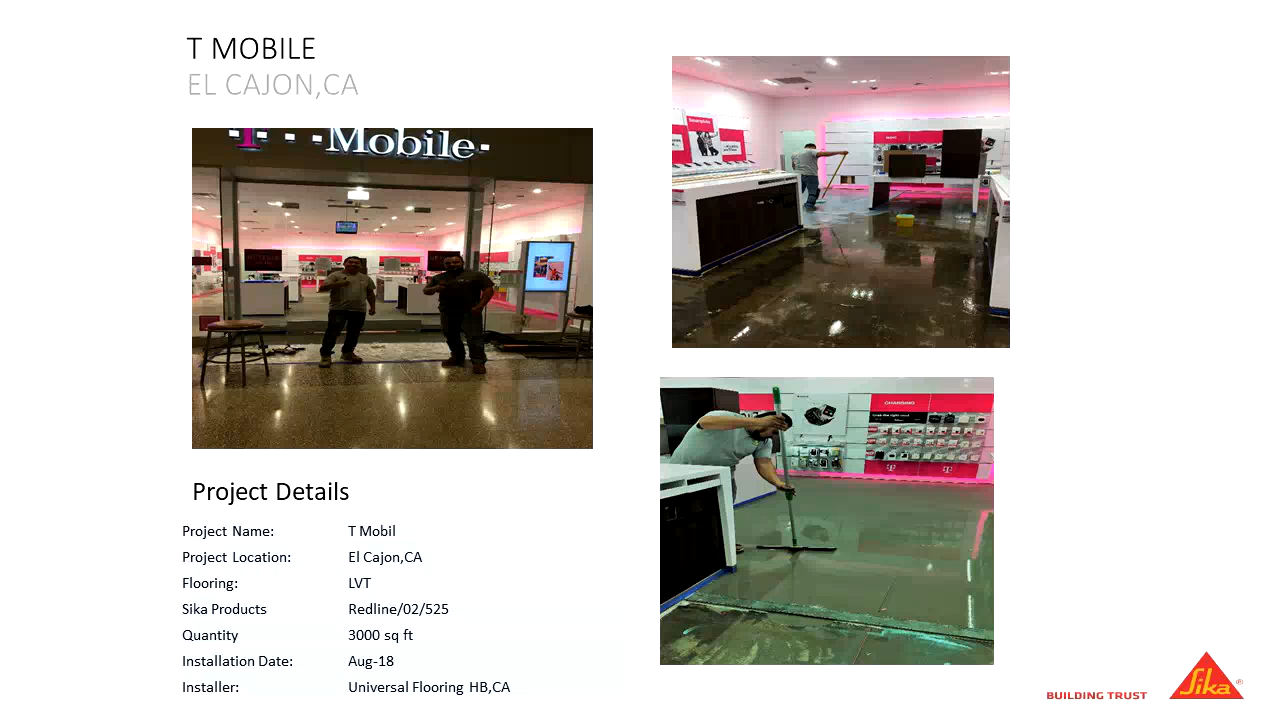 T MOBILE
EL CAJON,CA
T··Mobile·
CHARGING
Project Details
Project Name: T Mobil
Project Location: El Cajon,CA
Flooring: LVT
Sika Products Redline/02/525
Quantity 3000 sq ft
Installation Date: Aug-18
Installer: Universal Flooring HB,CA
BUILDING TRUST
Sika®